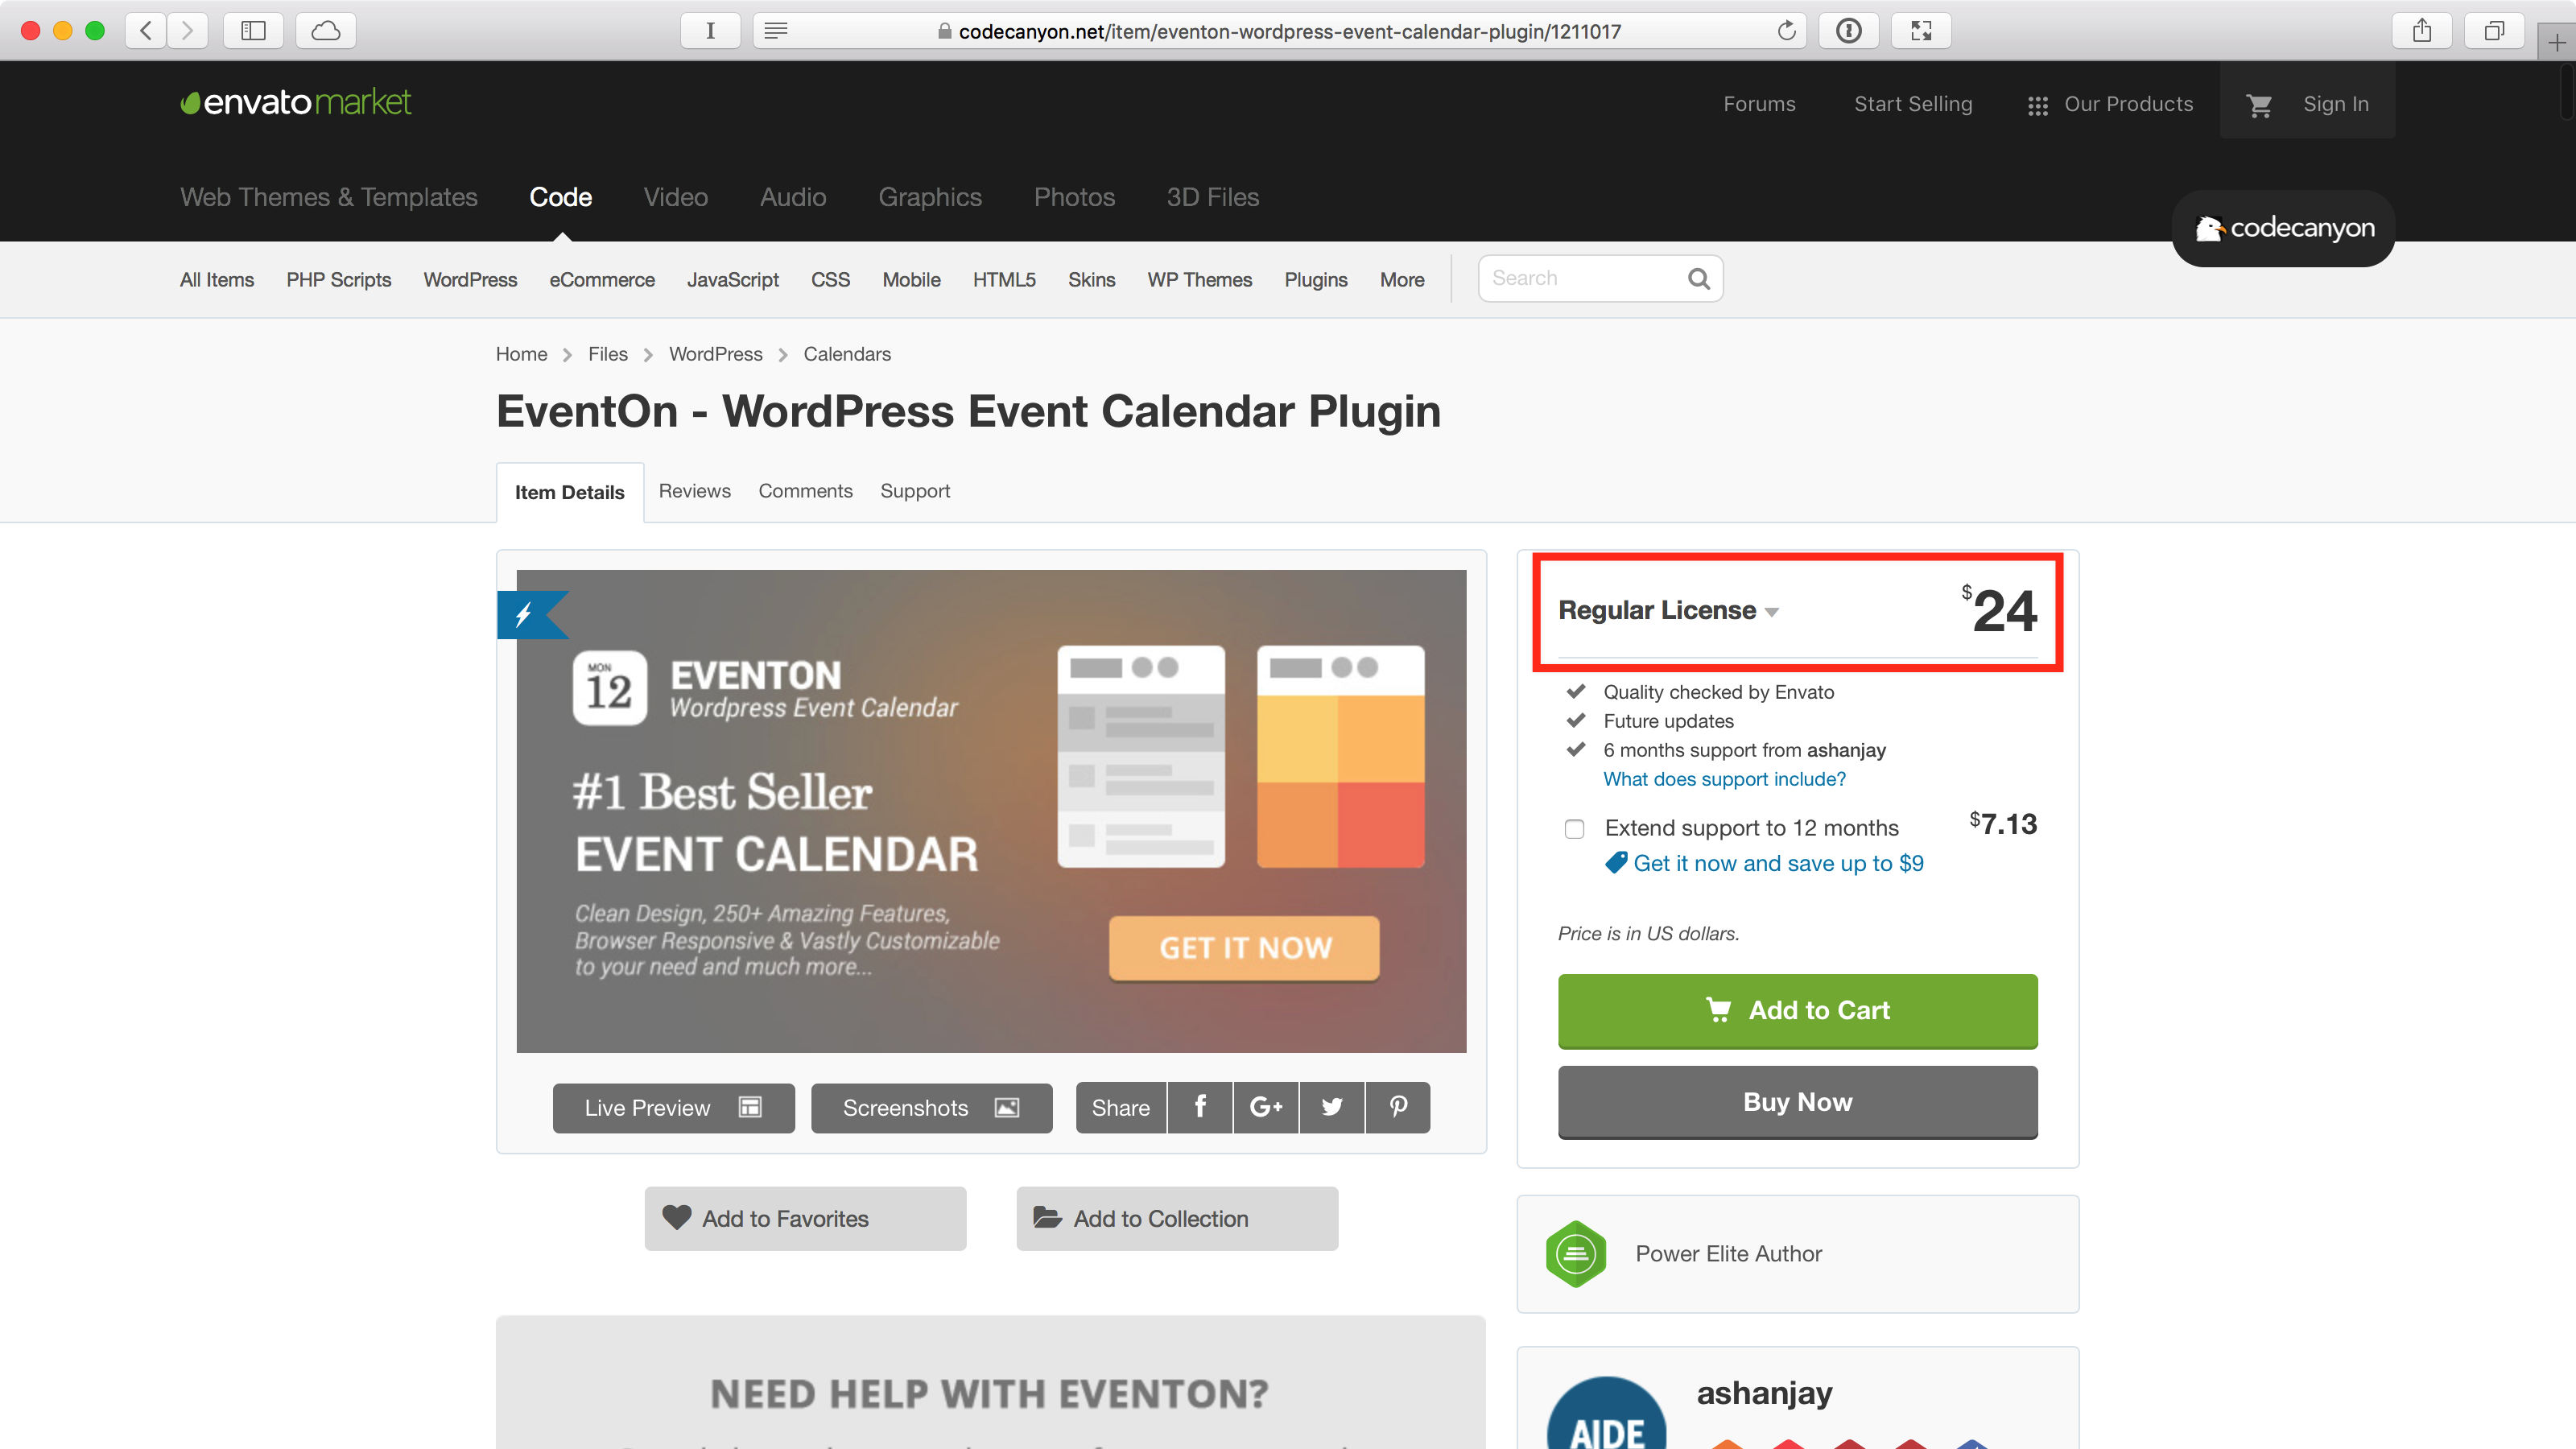 codecanyon.net/item/eventon-wordpress-event-calendar-plugin/1211017
envatomarket
Forums Start Selling Our Products Sign In
Web Themes & Templates Code Video Audio Graphics Photos 3D Files
codecanyon
All Items PHP Scripts WordPress eCommerce JavaScript CSS Mobile HTML5 Skins WP Themes Plugins More Search
Home Files WordPress Calendars
EventOn - WordPress Event Calendar Plugin
Item Details Reviews Comments Support
MON
12
EVENTON
Wordpress Event Calendar
#1 Best Seller
EVENT CALENDAR
Clean Design, 250+ Amazing Features,
Browser Responsive & Vastly Customizable
to your need and much more...
GET IT NOW
Live Preview Screenshots Share f G+
Add to Favorites Add to Collection
NEED HELP WITH EVENTON?
Regular License $24
Quality checked by Envato
Future updates
6 months support from ashanjay
What does support include?
Extend support to 12 months $7.13
Get it now and save up to $9
Price is in US dollars.
Add to Cart
Buy Now
Power Elite Author
AIDE
ashanjay